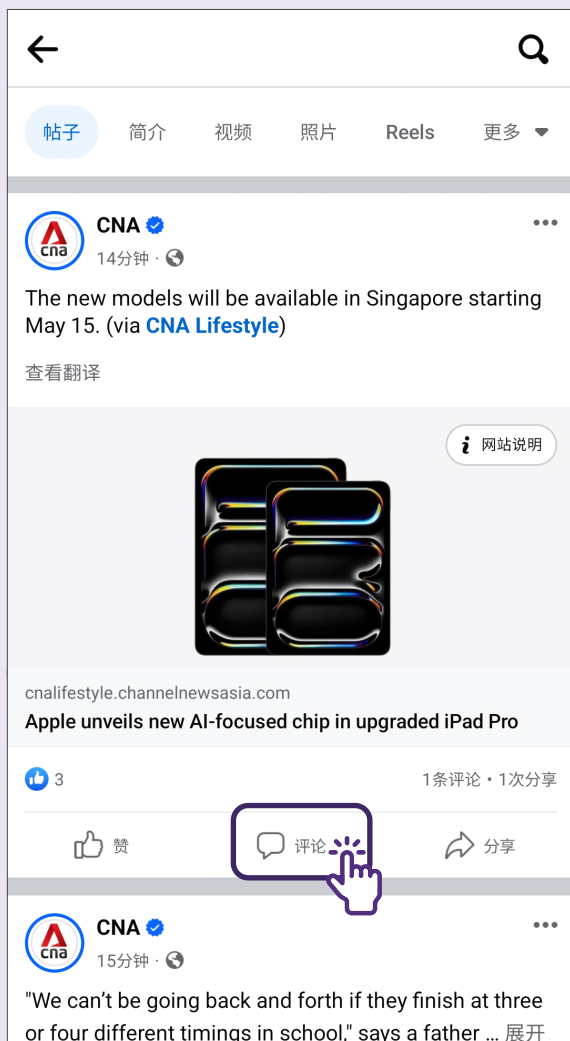 帖子 简介 视频 照片 Reels 更多
cna
CNA
14分钟 ·
The new models will be available in Singapore starting
May 15. (via CNA Lifestyle)
查看翻译
i 网站说明
cnalifestyle.channelnewsasia.com
Apple unveils new AI-focused chip in upgraded iPad Pro
3 1条评论 • 1次分享
赞 评论 分享
cna
CNA
15分钟 ·
"We can't be going back and forth if they finish at three
or four different timings in school," says a father ... 展开